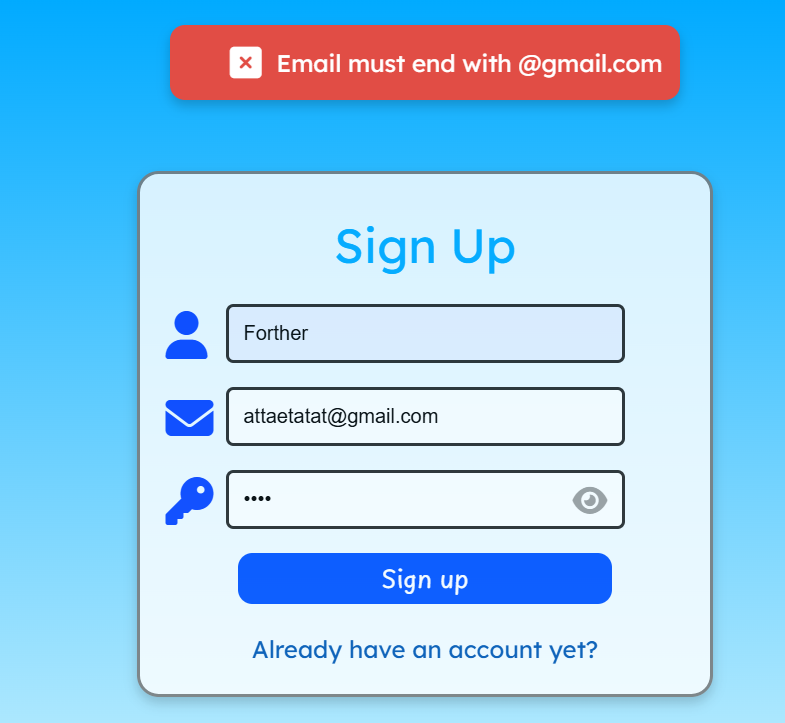 Email must end with @gmail.com
Sign Up
Forther
attaetatat@gmail.com
••••
Sign up
Already have an account yet?